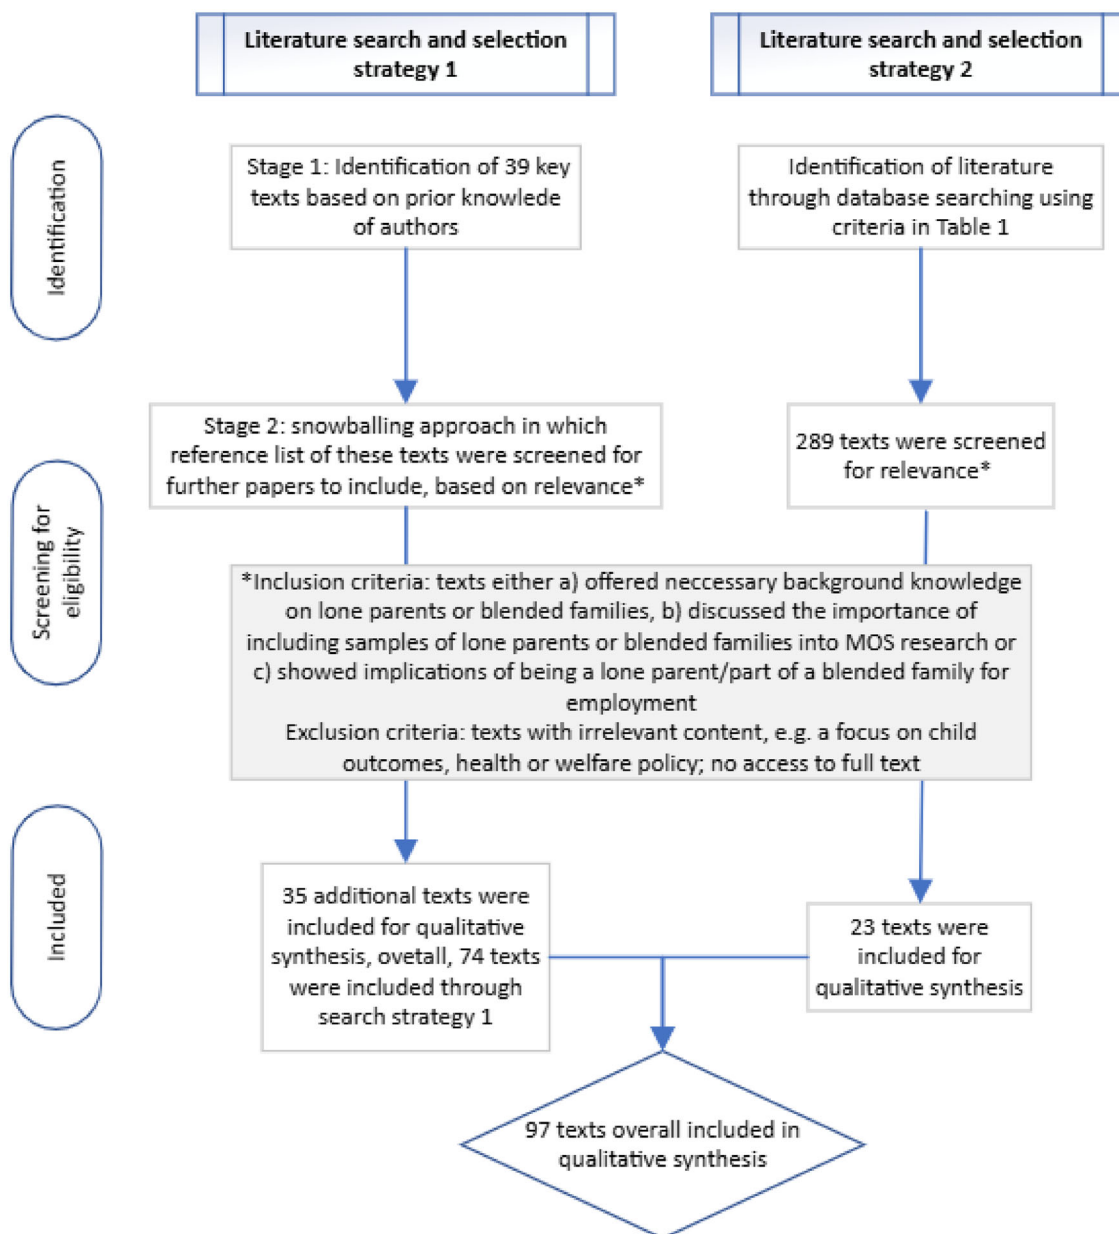 Literature search and selection
strategy 1
Literature search and selection
strategy 2
Identification
Stage 1: Identification of 39 key
texts based on prior knowlede
of authors
Identification of literature
through database searching using
criteria in Table 1
Screening for
eligibility
Stage 2: snowballing approach in which
reference list of these texts were screened for
further papers to include, based on relevance*
289 texts were screened
for relevance*
*Inclusion criteria: texts either a) offered neccessary background knowledge
on lone parents or blended families, b) discussed the importance of
including samples of lone parents or blended families into MOS research or
c) showed implications of being a lone parent/part of a blended family for
employment
Exclusion criteria: texts with irrelevant content, e.g. a focus on child
outcomes, health or welfare policy; no access to full text
Included
35 additional texts were
included for qualitative
synthesis, ovetall, 74 texts
were included through
search strategy 1
23 texts were
included for
qualitative synthesis
97 texts overall included in
qualitative synthesis